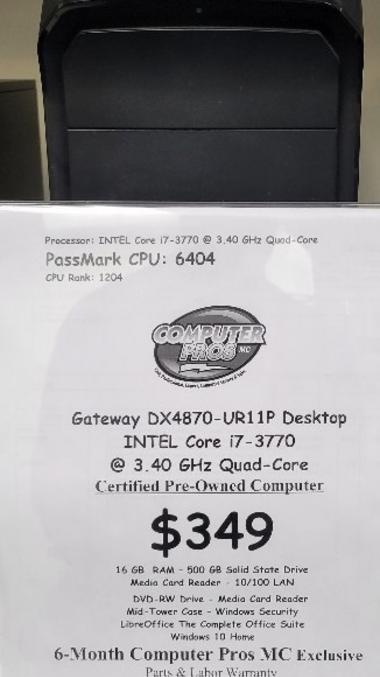 Processor: INTEL Core i7-3770 @ 3.40 GHz Quad-Core
PassMark CPU: 6404
CPU Rank: 1204
COMPUTER
PROS MC
Gateway DX4870-UR11P Desktop
INTEL Core i7-3770
@ 3.40 GHz Quad-Core
Certified Pre-Owned Computer
$349
16 GB RAM - 500 GB Solid State Drive
Media Card Reader - 10/100 LAN
DVD-RW Drive - Media Card Reader
Mid-Tower Case - Windows Security
LibreOffice The Complete Office Suite
Windows 10 Home
6-Month Computer Pros MC Exclusive
Parts & Labor Warranty